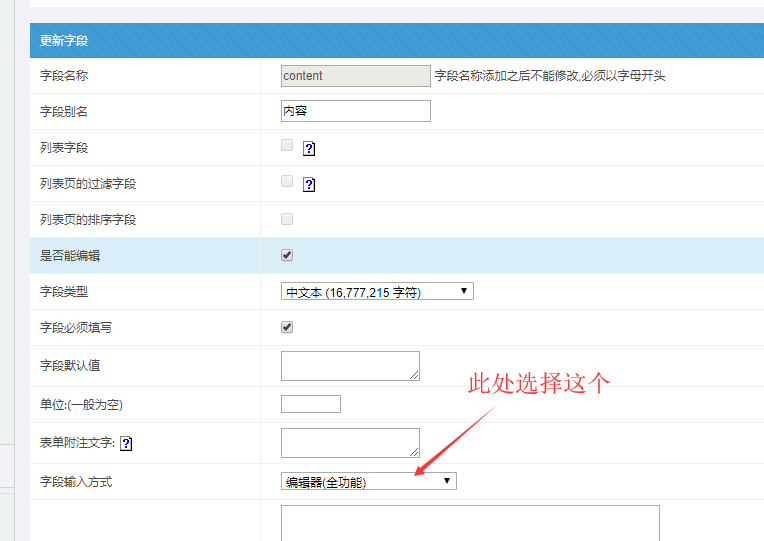 更新字段
字段名称 content 字段名称添加之后不能修改,必须以字母开头
字段别名 内容
列表字段 ?
列表页的过滤字段 ?
列表页的排序字段
是否能编辑
字段类型 中文本 (16,777,215 字符)
字段必须填写
字段默认值
此处选择这个
单位:(一般为空)
表单附注文字: ?
字段输入方式 编辑器(全功能)